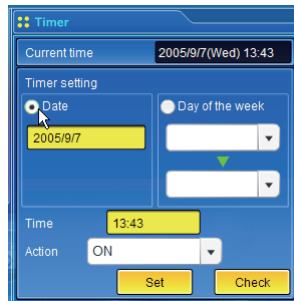 Timer
Current time 2005/9/7(Wed) 13:43
Timer setting
Date Day of the week
2005/9/7
Time 13:43
Action ON
Set Check